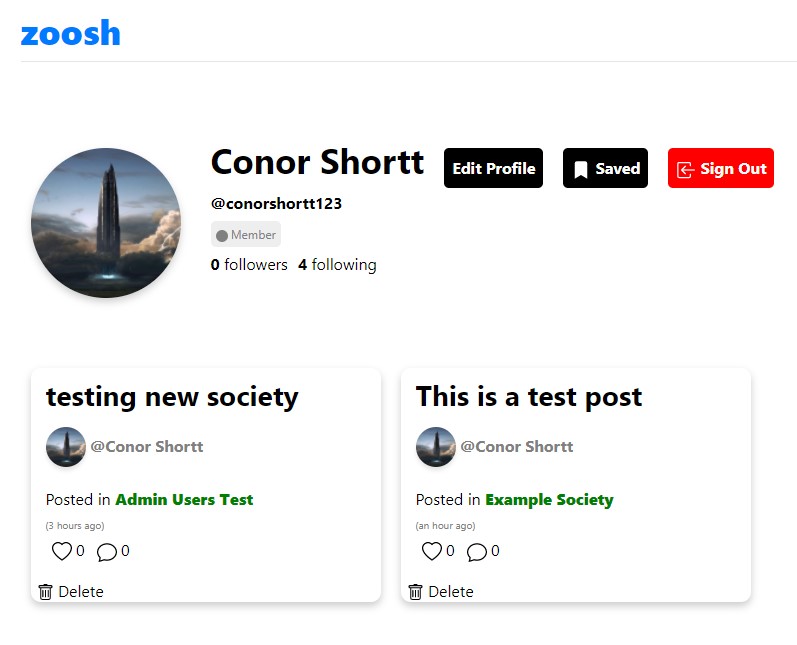 zoosh
Conor Shortt
Edit Profile
Saved
Sign Out
@conorshortt123
Member
0 followers 4 following
testing new society
@Conor Shortt
Posted in Admin Users Test
(3 hours ago)
0 0
Delete
This is a test post
@Conor Shortt
Posted in Example Society
(an hour ago)
0 0
Delete